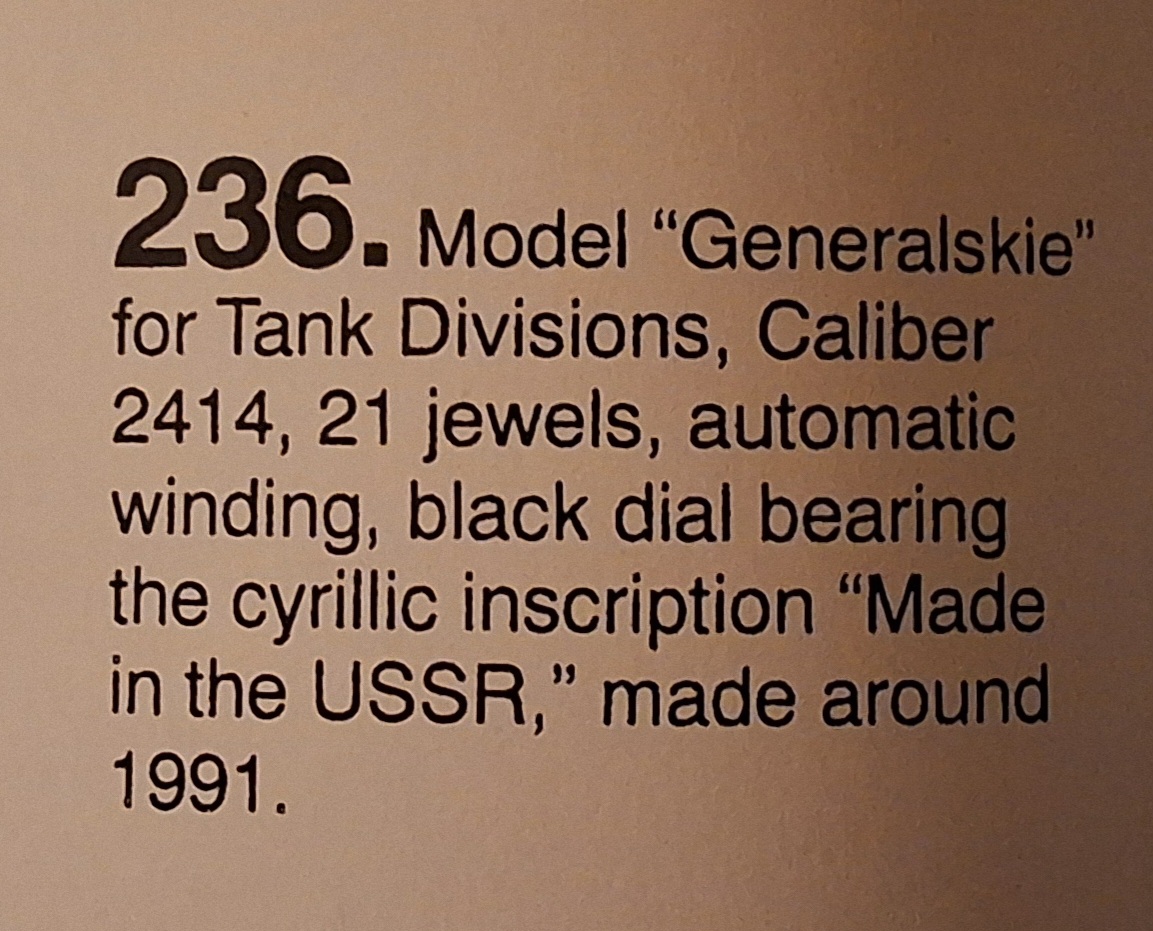 236. Model “Generalskie”
for Tank Divisions, Caliber
2414, 21 jewels, automatic
winding, black dial bearing
the cyrillic inscription “Made
in the USSR,” made around
1991.